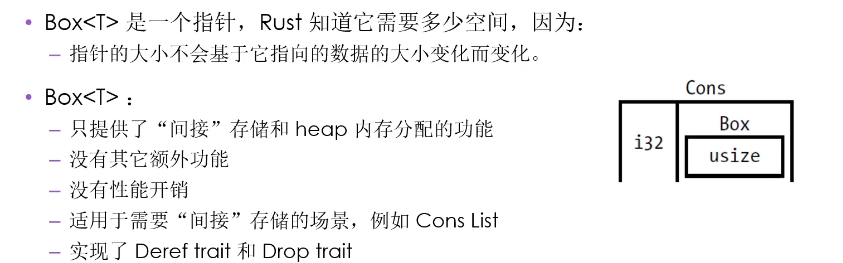 • Box<T> 是一个指针，Rust 知道它需要多少空间，因为：
– 指针的大小不会基于它指向的数据的大小变化而变化。
• Box<T>：
– 只提供了“间接”存储和 heap 内存分配的功能
– 没有其它额外功能
– 没有性能开销
– 适用于需要“间接”存储的场景，例如 Cons List
– 实现了 Deref trait 和 Drop trait
Cons
i32
Box
usize